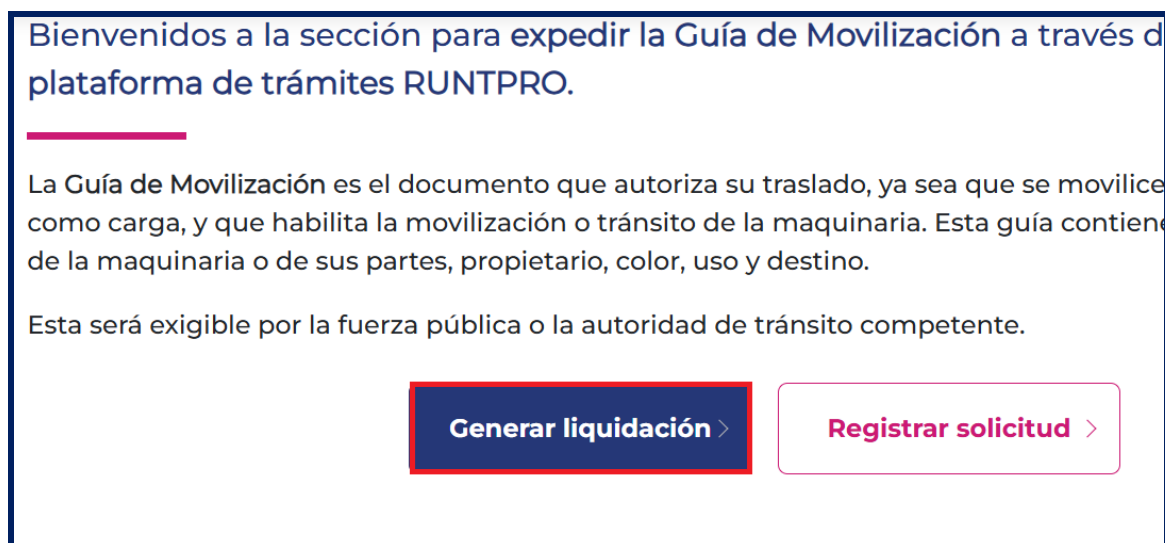 Bienvenidos a la sección para expedir la Guía de Movilización a través d
plataforma de trámites RUNTPRO.
La Guía de Movilización es el documento que autoriza su traslado, ya sea que se movilice
como carga, y que habilita la movilización o tránsito de la maquinaria. Esta guía contiene
de la maquinaria o de sus partes, propietario, color, uso y destino.
Esta será exigible por la fuerza pública o la autoridad de tránsito competente.
Generar liquidación
Registrar solicitud